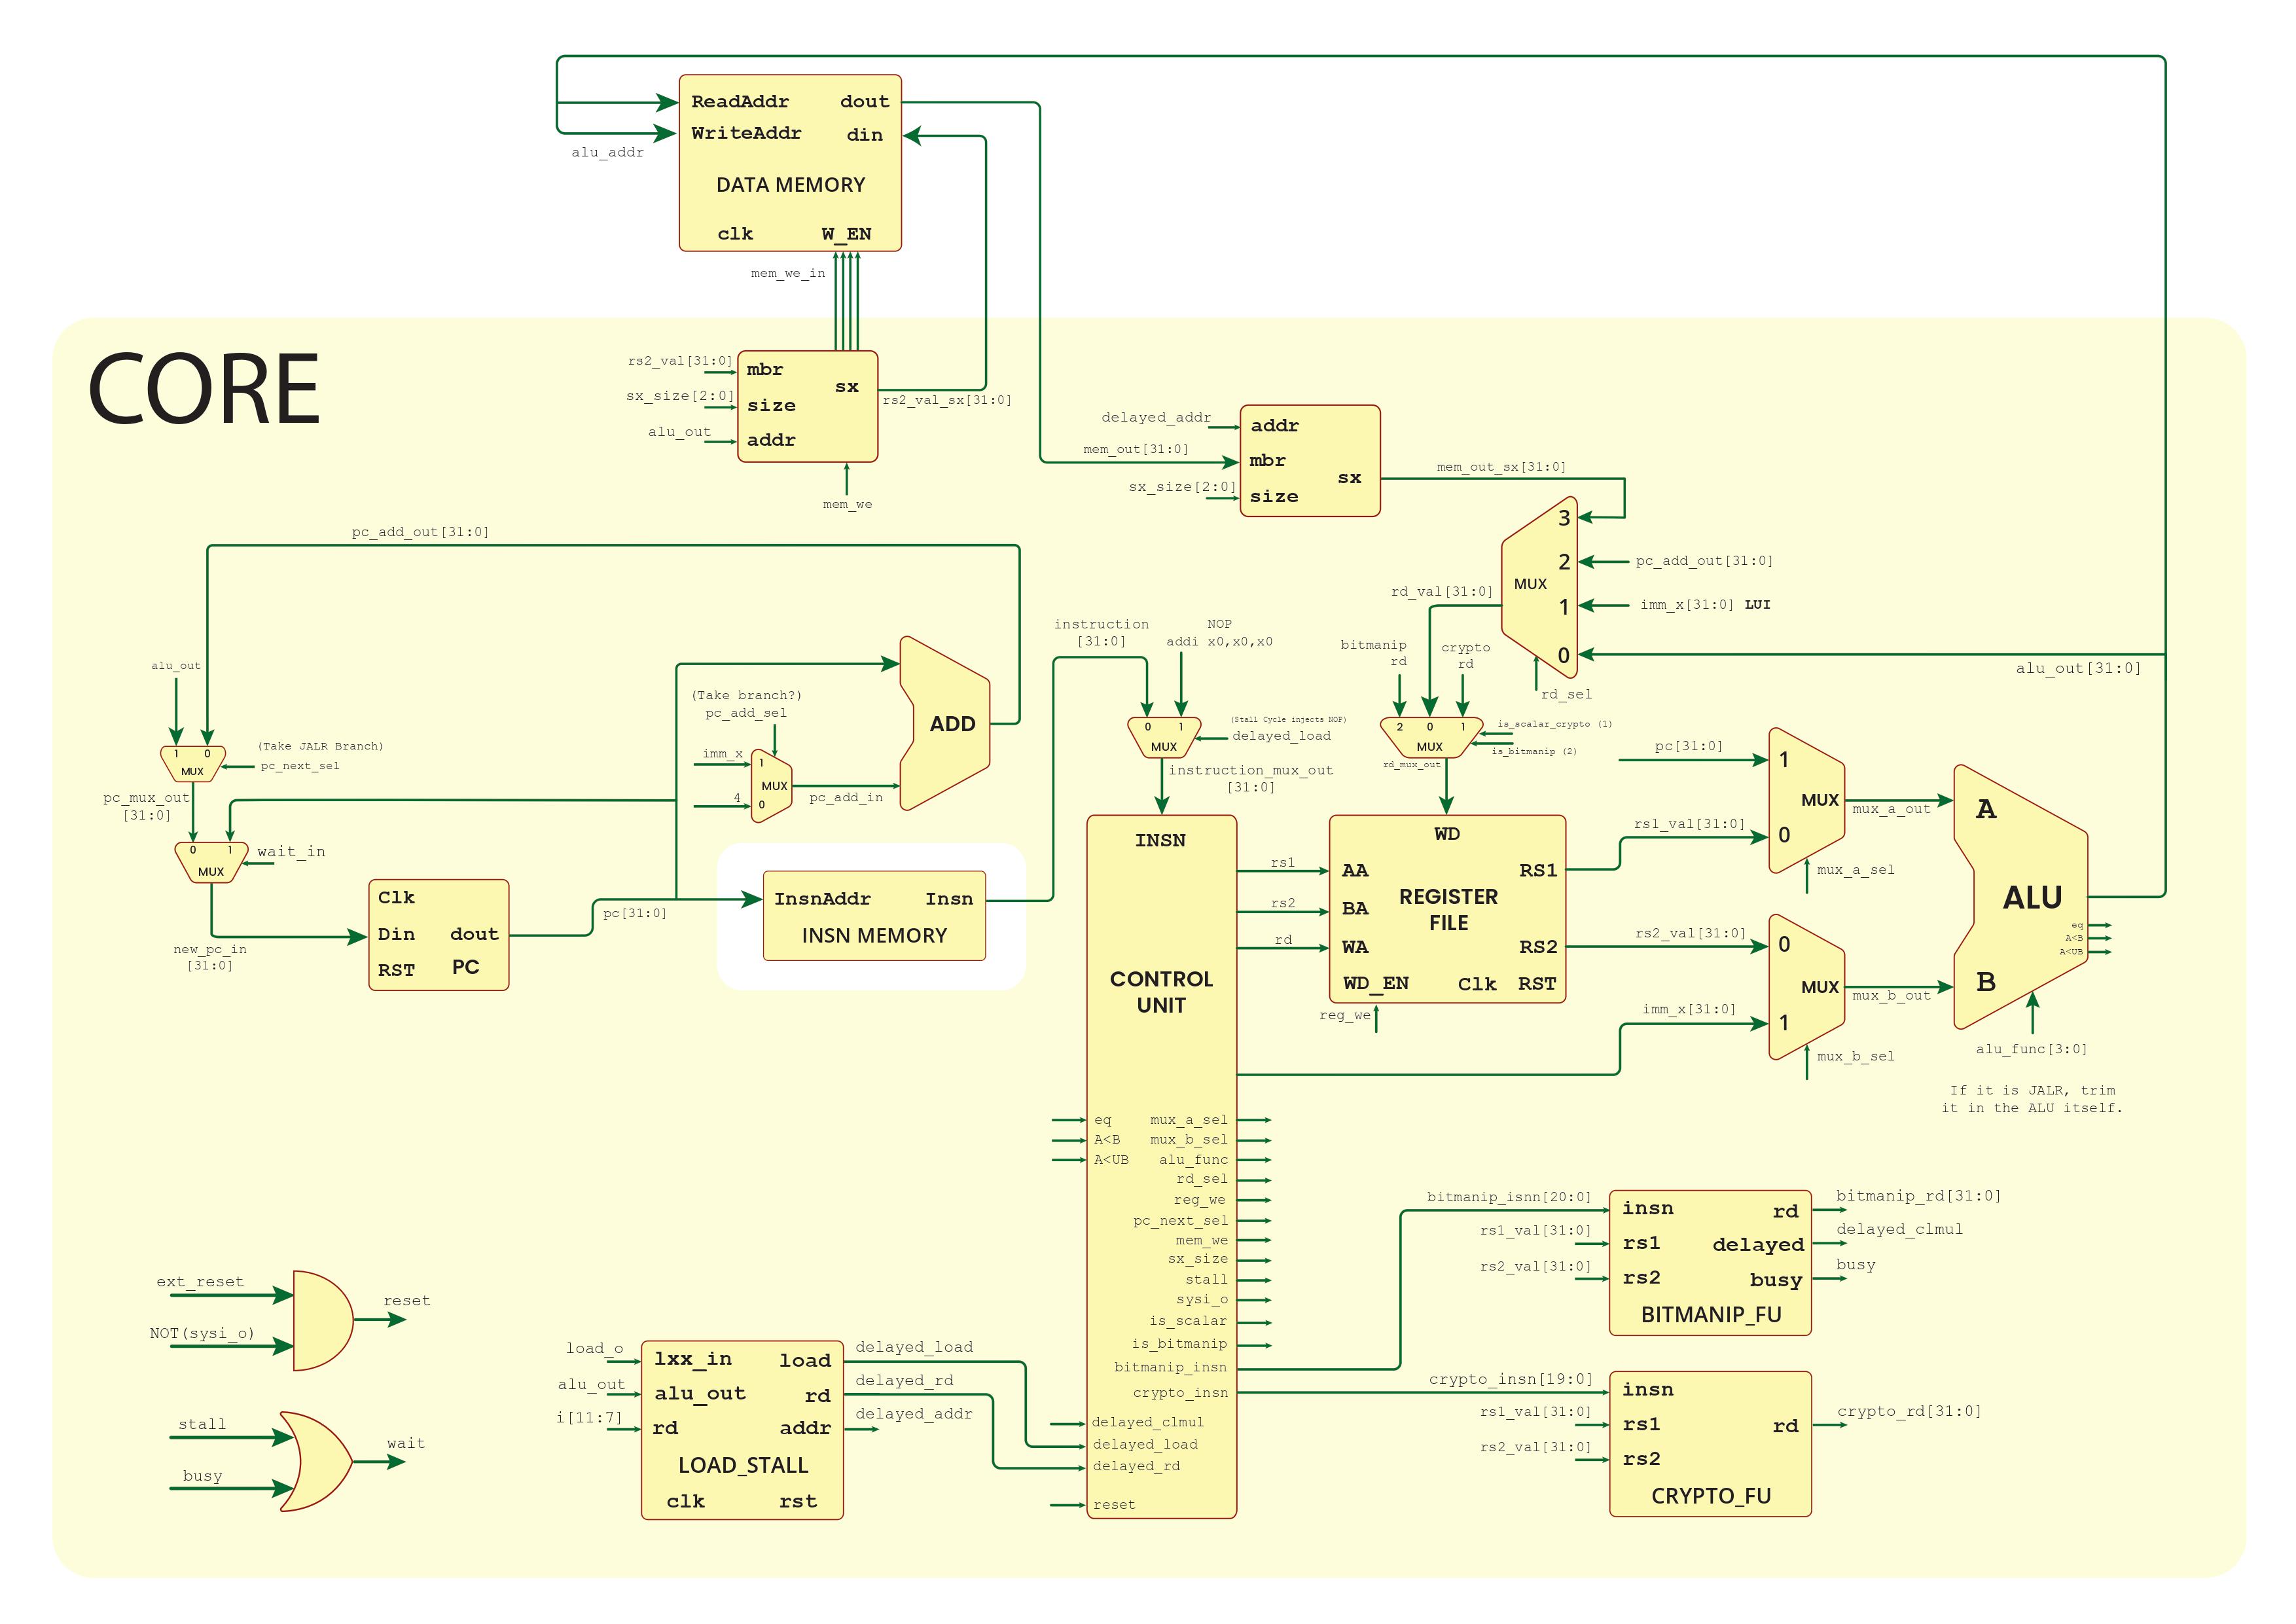 ReadAddr
dout
WriteAddr
din
alu_addr
DATA MEMORY
clk
W_EN
mem_we_in
CORE
rs2_val[31:0]
mbr
sx
sx_size[2:0]
size
rs2_val_sx[31:0]
alu_out
addr
mem_we
delayed_addr
addr
mem_out[31:0]
mbr
sx
mem_out_sx[31:0]
sx_size[2:0]
size
3
2
pc_add_out[31:0]
MUX
1
imm_x[31:0] LUI
0
rd_sel
alu_out[31:0]
rd_val[31:0]
pc_add_out[31:0]
alu_out
1
0
MUX
(Take JALR Branch)
pc_next_sel
pc_mux_out
[31:0]
0
1
MUX
wait_in
new_pc_in
[31:0]
Clk
Din
dout
RST
PC
pc[31:0]
(Take branch?)
pc_add_sel
imm_x
1
MUX
4
0
pc_add_in
ADD
InsnAddr
Insn
INSN MEMORY
instruction
[31:0]
NOP
addi x0,x0,x0
0
1
MUX
(Stall Cycle injects NOP)
delayed_load
instruction_mux_out
[31:0]
bitmanip
rd
crypto
rd
2
0
1
MUX
is_scalar_crypto (1)
is_bitmanip (2)
rd_mux_out
INSN
CONTROL
UNIT
rs1
rs2
rd
WD
AA
RS1
REGISTER
FILE
BA
WA
RS2
WD_EN
Clk
RST
reg_we
pc[31:0]
1
MUX
rs1_val[31:0]
0
mux_a_sel
mux_a_out
rs2_val[31:0]
0
MUX
imm_x[31:0]
1
mux_b_sel
mux_b_out
A
ALU
B
eq
A<B
A<UB
alu_func[3:0]
If it is JALR, trim
it in the ALU itself.
eq
A<B
A<UB
mux_a_sel
mux_b_sel
alu_func
rd_sel
reg_we
pc_next_sel
mem_we
sx_size
stall
sysi_o
is_scalar
is_bitmanip
bitmanip_insn
crypto_insn
delayed_clmul
delayed_load
delayed_rd
reset
bitmanip_isnn[20:0]
insn
rd
bitmanip_rd[31:0]
rs1_val[31:0]
rs1
delayed
delayed_clmul
rs2_val[31:0]
rs2
busy
busy
BITMANIP_FU
crypto_insn[19:0]
insn
rs1_val[31:0]
rs1
rd
crypto_rd[31:0]
rs2_val[31:0]
rs2
CRYPTO_FU
ext_reset
reset
NOT(sysi_o)
stall
wait
busy
load_o
lxx_in
load
delayed_load
alu_out
alu_out
rd
delayed_rd
i[11:7]
rd
addr
delayed_addr
LOAD_STALL
clk
rst